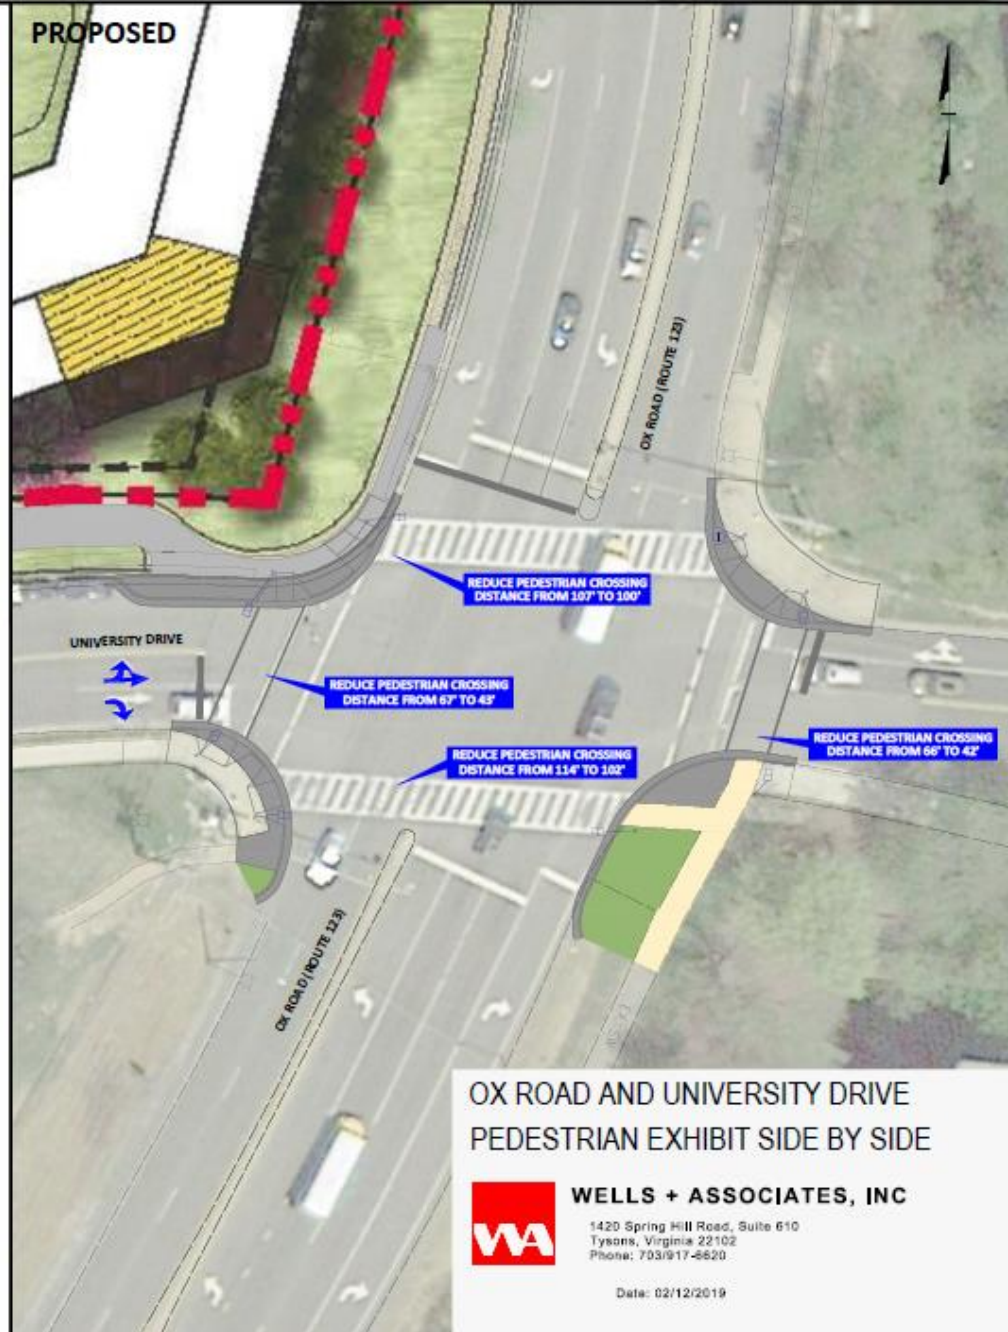 PROPOSED
OX ROAD (ROUTE 123)
REDUCE PEDESTRIAN CROSSING
DISTANCE FROM 107' TO 100'
UNIVERSITY DRIVE
REDUCE PEDESTRIAN CROSSING
DISTANCE FROM 67' TO 43'
REDUCE PEDESTRIAN CROSSING
DISTANCE FROM 66' TO 42'
REDUCE PEDESTRIAN CROSSING
DISTANCE FROM 114' TO 102'
OX ROAD (ROUTE 123)
OX ROAD AND UNIVERSITY DRIVE
PEDESTRIAN EXHIBIT SIDE BY SIDE
WA
WELLS + ASSOCIATES, INC
1420 Spring Hill Road, Suite 610
Tysons, Virginia 22102
Phone: 703/917-6620
Date: 02/12/2019